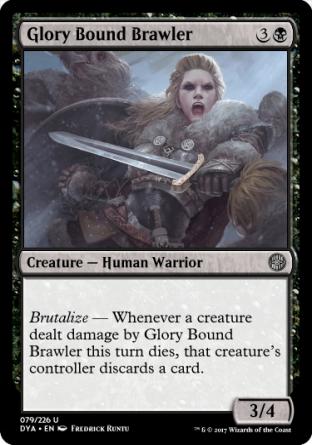 Glory Bound Brawler 3
Creature — Human Warrior
Brutalize — Whenever a creature
dealt damage by Glory Bound
Brawler this turn dies, that creature's
controller discards a card.
3/4
079/226 U
DYA • EN Fredrick Runtu
™ & © 2017 Wizards of the Coast